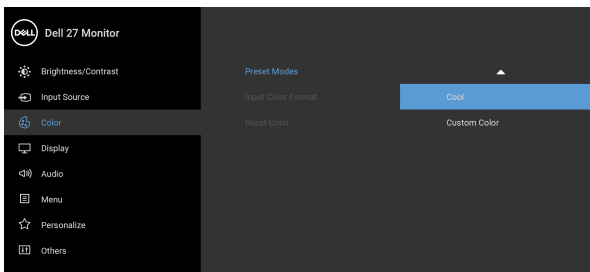 DELL
Dell 27 Monitor
Brightness/Contrast
Input Source
Color
Display
Audio
Menu
Personalize
Others
Preset Modes
Input Color Format
Reset Color
Cool
Custom Color